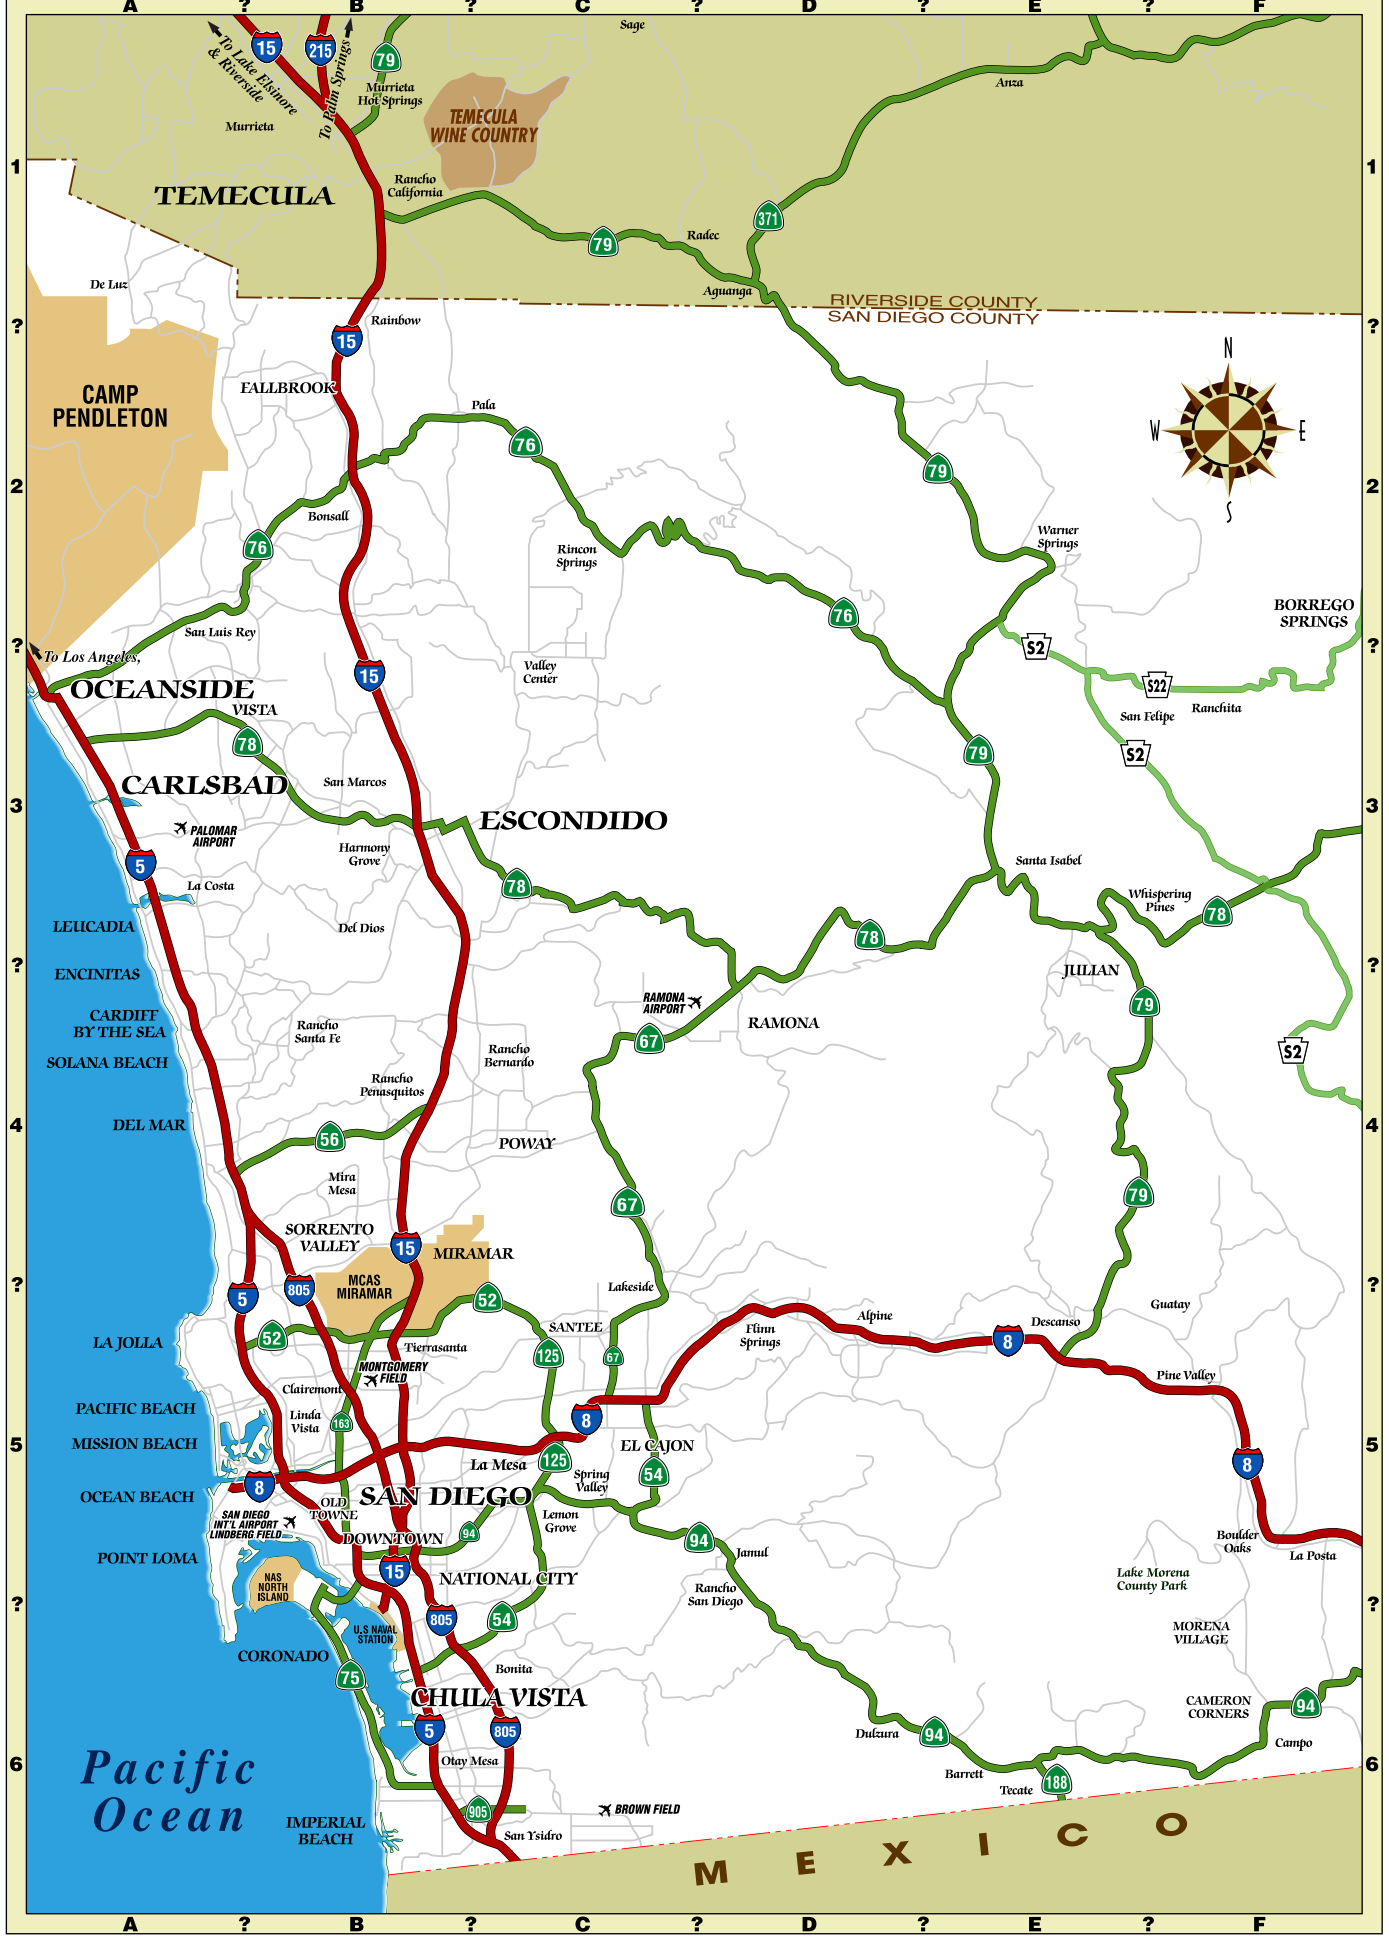 A ? B ? C ? D ? E ? F
15
215
79
To Lake Elsinore
& Riverside
To Palm Springs
Sage
Anza
Murrieta
Hot Springs
Murrieta
TEMECULA
WINE COUNTRY
1
1
TEMECULA
Rancho
California
371
79
Radec
Aguanga
De Luz
RIVERSIDE COUNTY
SAN DIEGO COUNTY
?
Rainbow
?
15
N
W
E
S
CAMP
PENDLETON
FALLBROOK
Pala
76
79
2
2
Bonsall
76
Rincon
Springs
Warner
Springs
76
BORREGO
SPRINGS
San Luis Rey
?
?
To Los Angeles,
S2
15
Valley
Center
S22
OCEANSIDE
VISTA
Ranchita
San Felipe
78
79
S2
San Marcos
CARLSBAD
3
3
ESCONDIDO
PALOMAR
AIRPORT
Harmony
Grove
5
Santa Isabel
La Costa
78
Whispering
Pines
78
LEUCADIA
Del Dios
78
?
?
ENCINITAS
JULIAN
RAMONA
AIRPORT
79
CARDIFF
BY THE SEA
Rancho
Santa Fe
RAMONA
67
SOLANA BEACH
Rancho
Bernardo
S2
Rancho
Penasquitos
4
4
DEL MAR
56
POWAY
Mira
Mesa
79
67
SORRENTO
VALLEY
15
MIRAMAR
?
?
MCAS
MIRAMAR
5
805
52
Lakeside
Guatay
52
LA JOLLA
SANTEE
Alpine
Flinn
Springs
Descanso
8
Tierrasanta
125
67
MONTGOMERY
FIELD
Pine Valley
Clairemont
PACIFIC BEACH
Linda
Vista
163
8
MISSION BEACH
5
5
EL CAJON
La Mesa
125
54
8
Spring
Valley
8
OCEAN BEACH
OLD
TOWNE
SAN DIEGO
SAN DIEGO
INT'L AIRPORT
LINDBERG FIELD
Lemon
Grove
DOWNTOWN
94
94
Jamul
Boulder
Oaks
La Posta
POINT LOMA
15
NATIONAL CITY
NAS
NORTH
ISLAND
Rancho
San Diego
Lake Morena
County Park
?
?
54
805
U.S NAVAL
STATION
MORENA
VILLAGE
CORONADO
75
Bonita
CHULA VISTA
CAMERON
CORNERS
94
5
805
Dulzura
94
Campo
6
6
Otay Mesa
Barrett
Tecate
188
Pacific
Ocean
905
BROWN FIELD
IMPERIAL
BEACH
San Ysidro
M E X I C O
A ? B ? C ? D ? E ? F